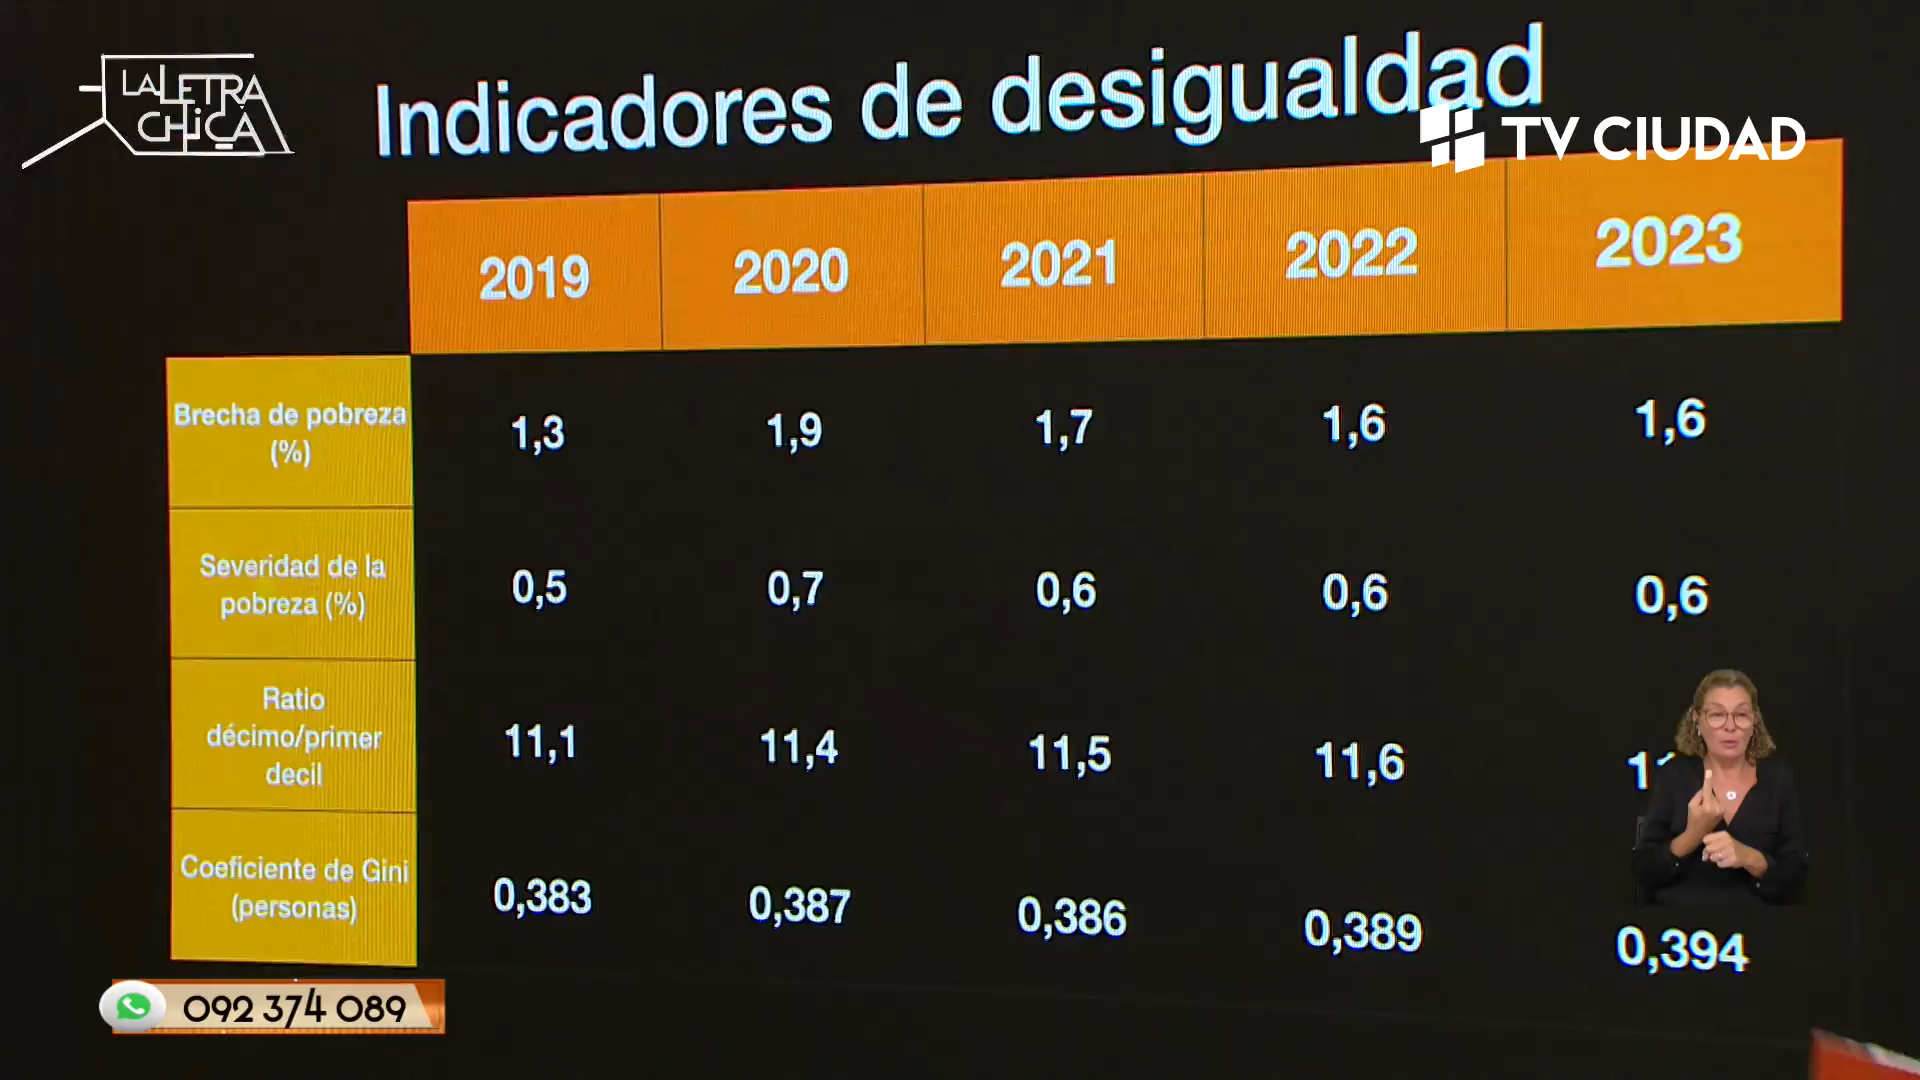 LA LETRA
CHICA
Indicadores de desigualdad
TV CIUDAD
2019 2020 2021 2022 2023
Brecha de pobreza
(%)
1,3 1,9 1,7 1,6 1,6
Severidad de la
pobreza (%)
0,5 0,7 0,6 0,6 0,6
Ratio
décimo/primer
decil
11,1 11,4 11,5 11,6
Coeficiente de Gini
(personas)
0,383 0,387 0,386 0,389 0,394
092 374 089